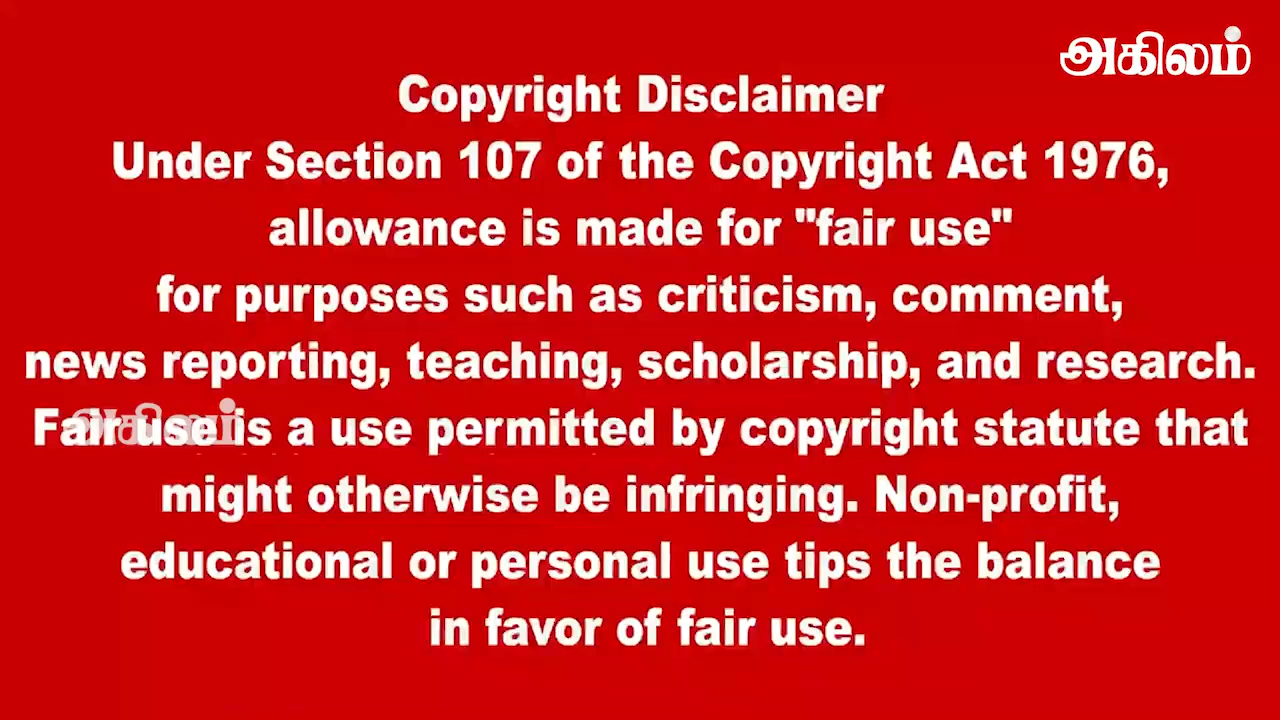 அகிலம்
Copyright Disclaimer
Under Section 107 of the Copyright Act 1976,
allowance is made for "fair use"
for purposes such as criticism, comment,
news reporting, teaching, scholarship, and research.
Fair use is a use permitted by copyright statute that
அகிலம்
might otherwise be infringing. Non-profit,
educational or personal use tips the balance
in favor of fair use.